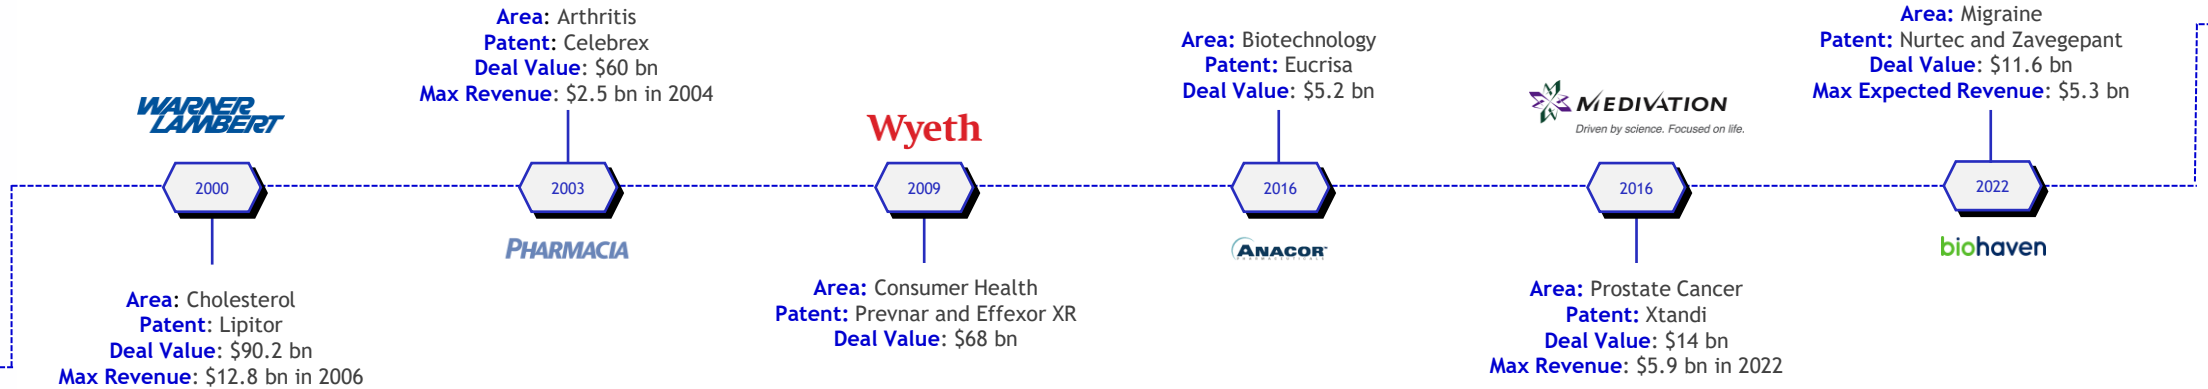 WARNER
LAMBERT
2000
Area: Cholesterol
Patent: Lipitor
Deal Value: $90.2 bn
Max Revenue: $12.8 bn in 2006
Area: Arthritis
Patent: Celebrex
Deal Value: $60 bn
Max Revenue: $2.5 bn in 2004
2003
PHARMACIA
Wyeth
2009
Area: Consumer Health
Patent: Prevnar and Effexor XR
Deal Value: $68 bn
Area: Biotechnology
Patent: Eucrisa
Deal Value: $5.2 bn
2016
ANACOR
PHARMACEUTICALS
MEDIVATION
Driven by science. Focused on life.
2016
Area: Prostate Cancer
Patent: Xtandi
Deal Value: $14 bn
Max Revenue: $5.9 bn in 2022
Area: Migraine
Patent: Nurtec and Zavegepant
Deal Value: $11.6 bn
Max Expected Revenue: $5.3 bn
2022
biohaven